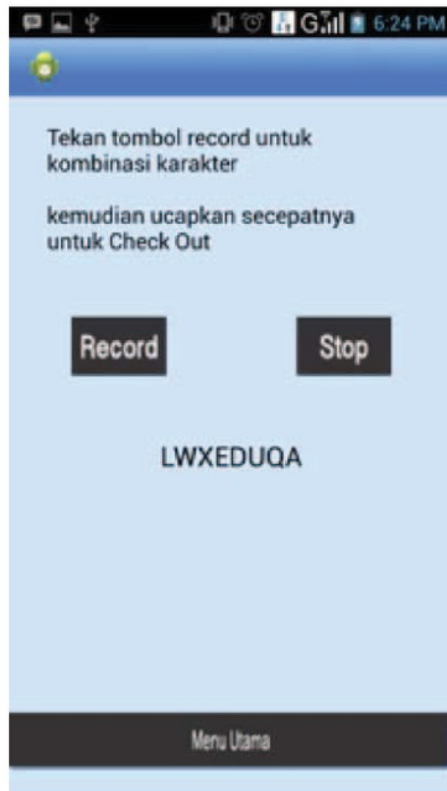 G 6:24 PM
Tekan tombol record untuk
kombinasi karakter
kemudian ucapkan secepatnya
untuk Check Out
Record Stop
LWXEDUQA
Menu Utama